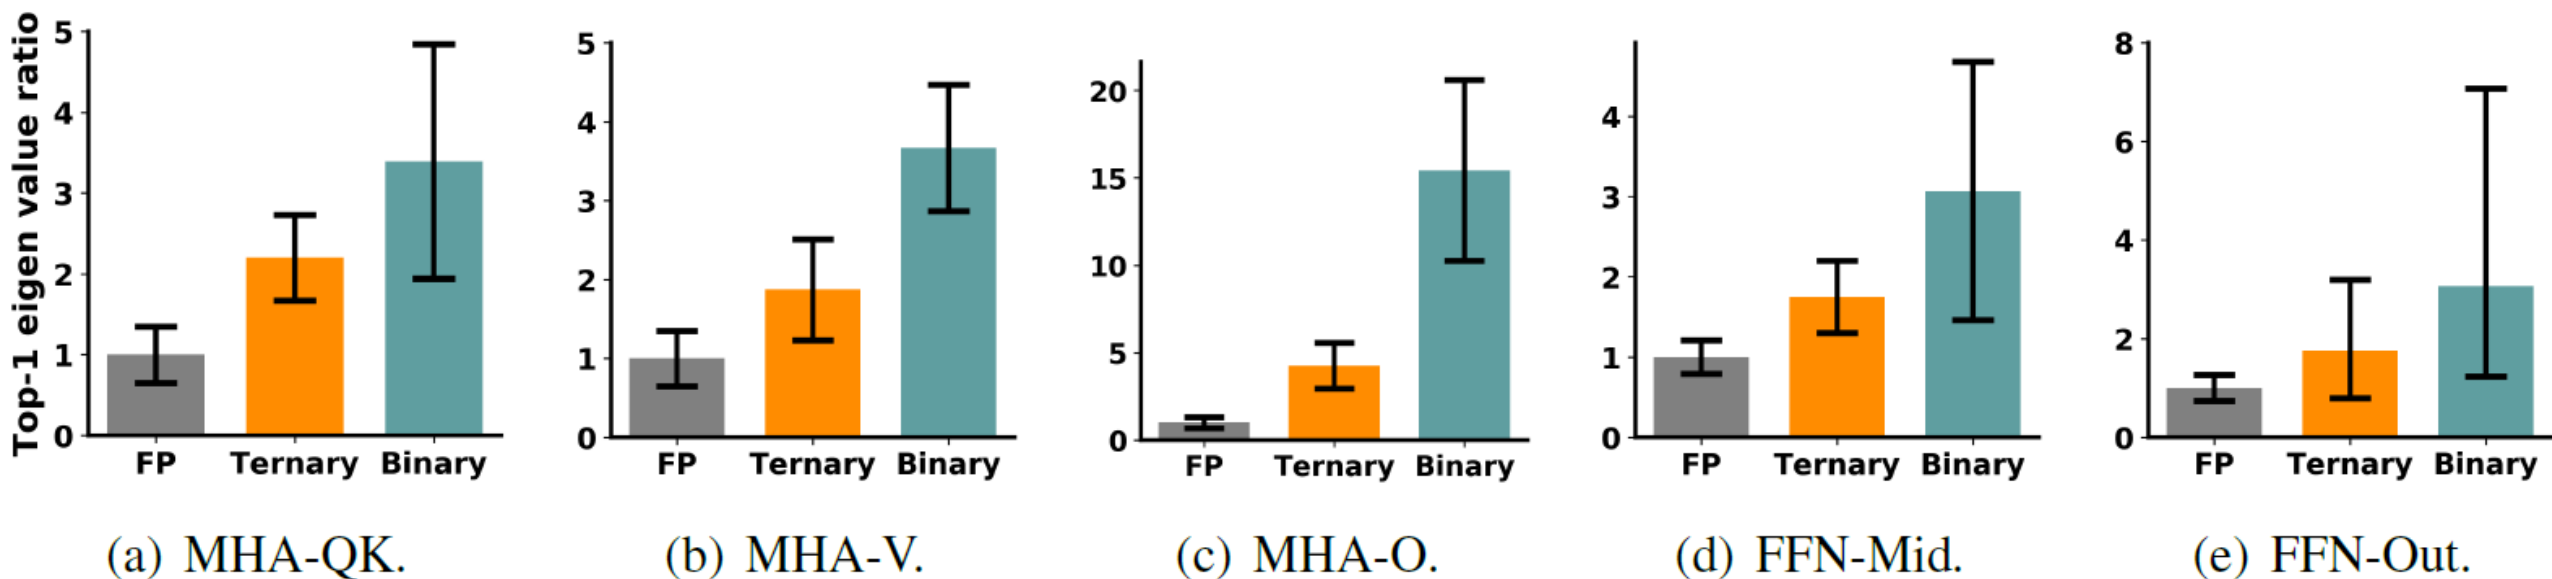 Top-1 eigen value ratio
5
4
3
2
1
0
FP Ternary Binary
(a) MHA-QK.
5
4
3
2
1
0
FP Ternary Binary
(b) MHA-V.
20
15
10
5
0
FP Ternary Binary
(c) MHA-O.
4
3
2
1
0
FP Ternary Binary
(d) FFN-Mid.
8
6
4
2
0
FP Ternary Binary
(e) FFN-Out.